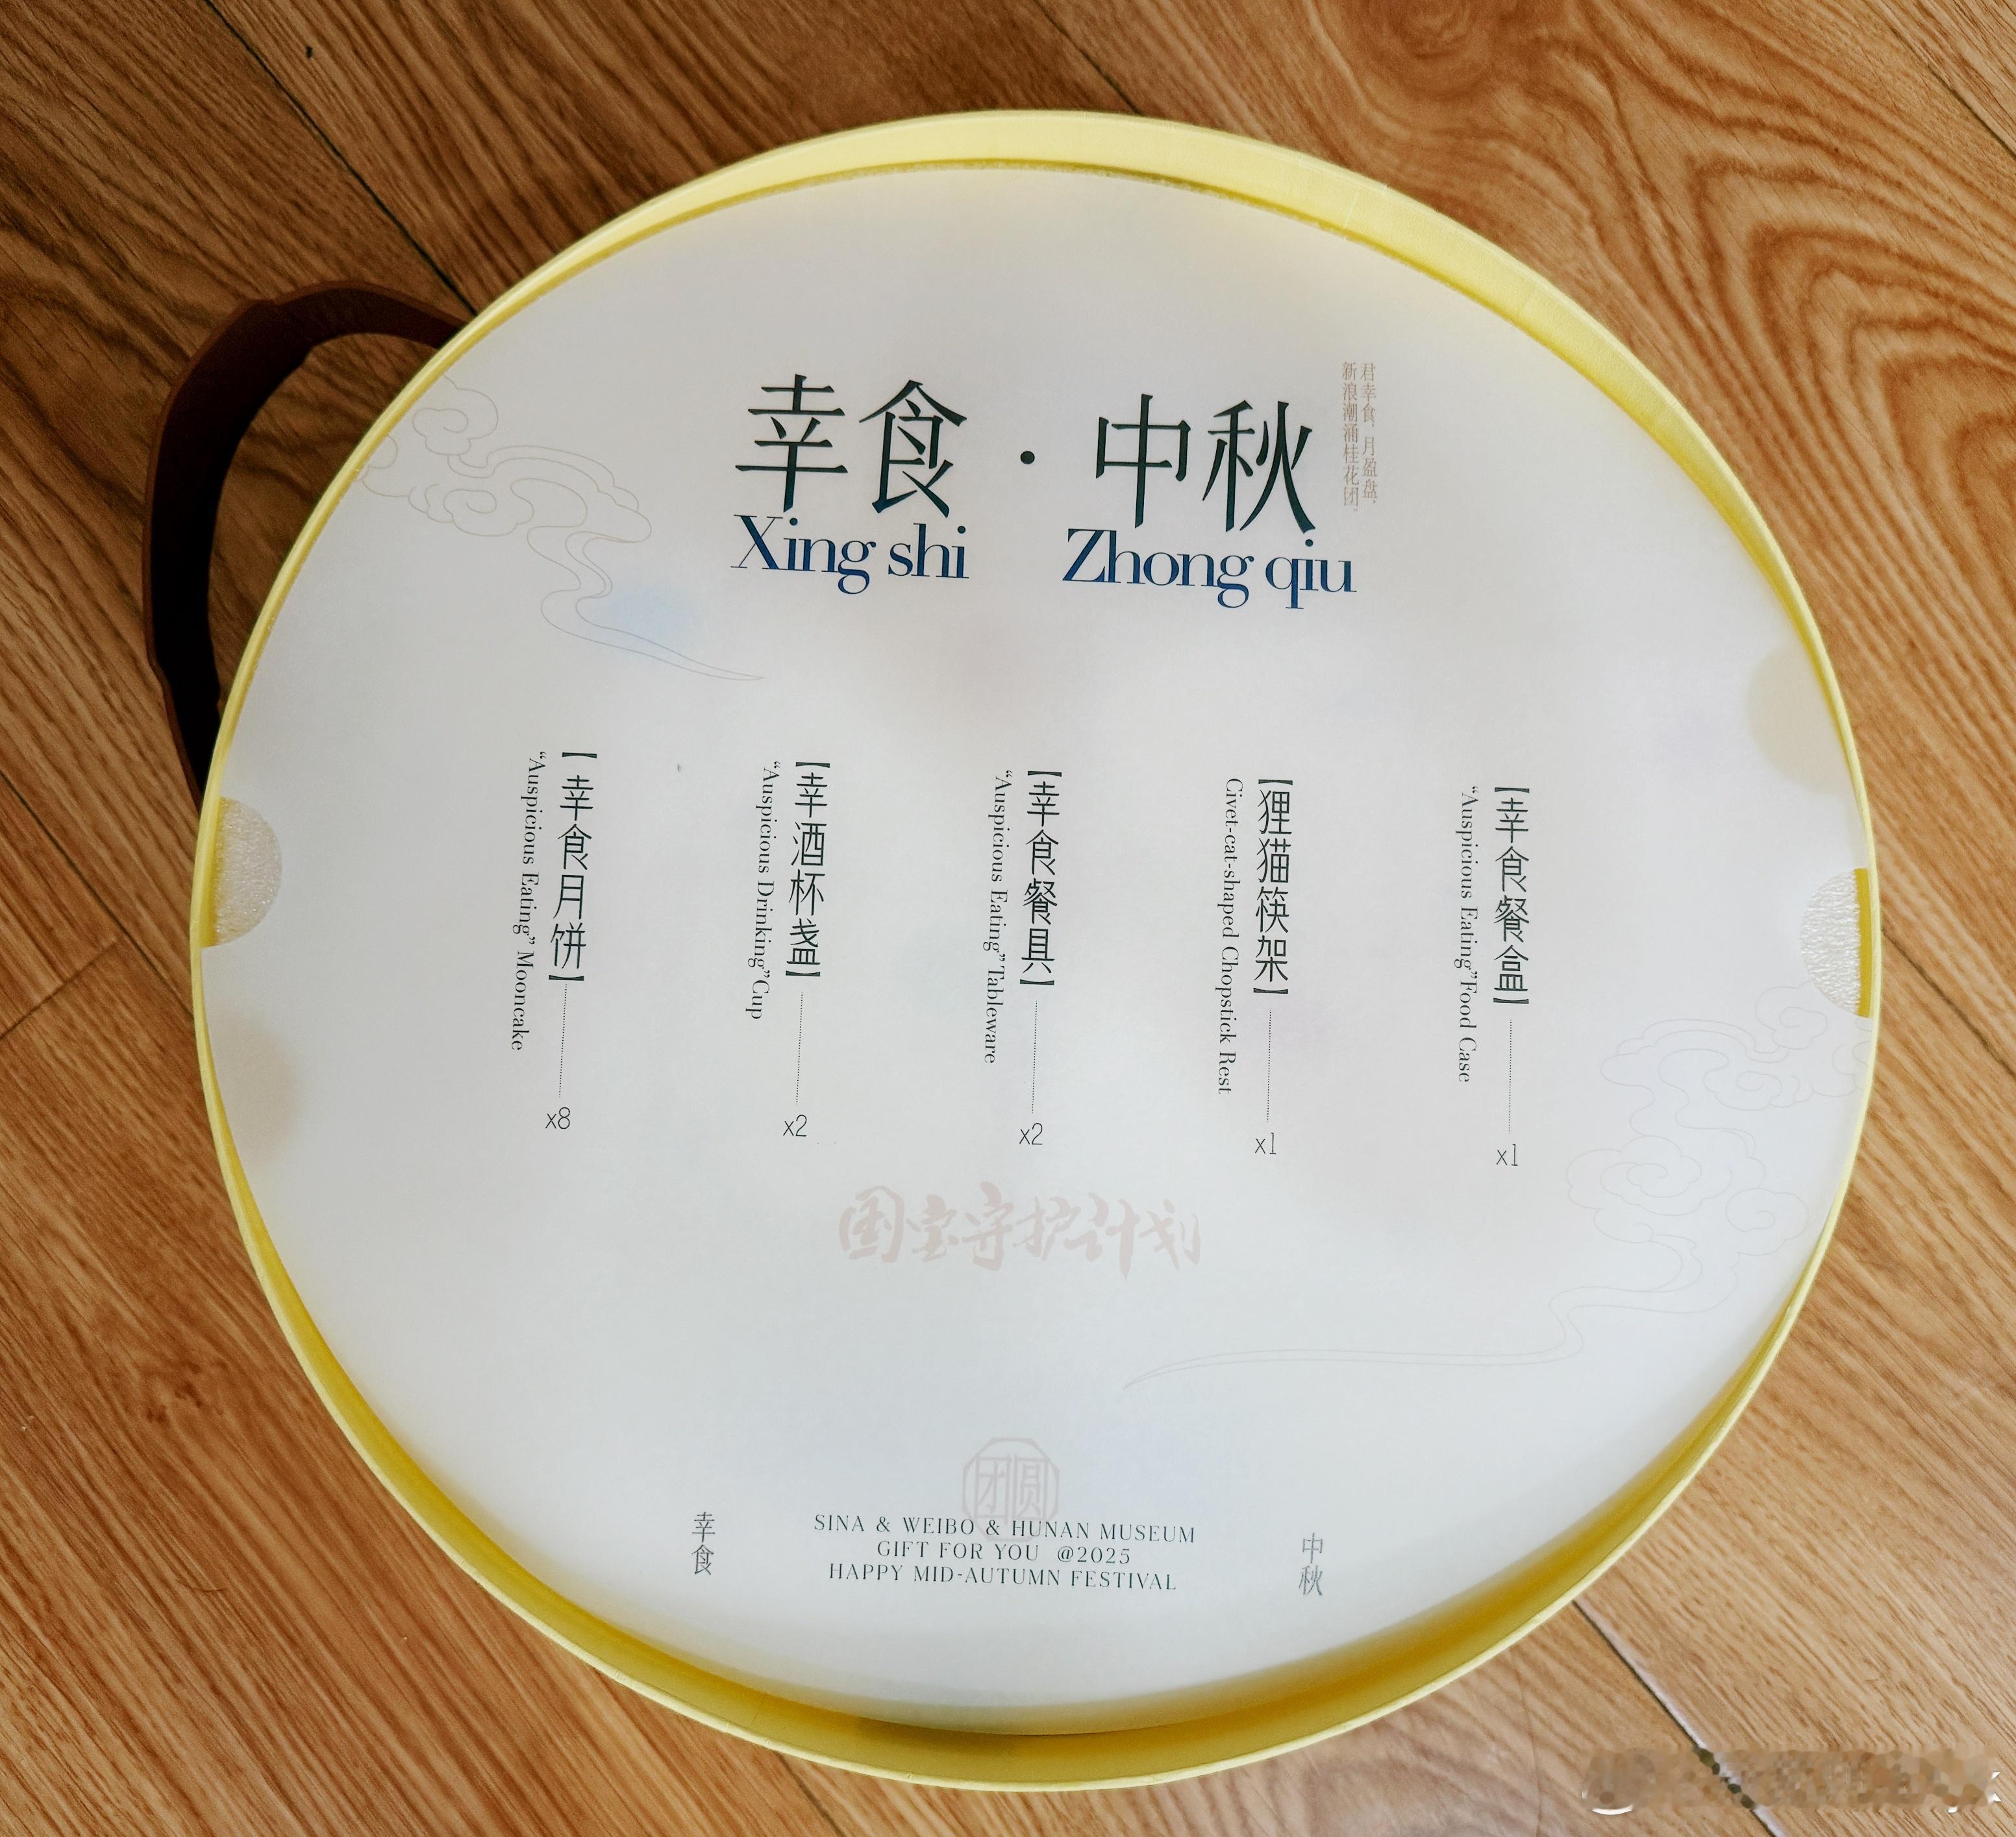 幸食·中秋
Xing shi Zhong qiu
君幸食，月盈盘，
新浪潮涌桂花团。
【幸食月饼】
"Auspicious Eating" Mooncake
x8
【幸酒杯盏】
"Auspicious Drinking"Cup
x2
【幸食餐具】
"Auspicious Eating"Tableware
x2
【狸猫筷架】
Civet-cat-shaped Chopstick Rest
x1
【幸食餐盒】
"Auspicious Eating"Food Case
x1
国宝守护计划
团圆
幸食
SINA & WEIBO & HUNAN MUSEUM
GIFT FOR YOU @2025
HAPPY MID-AUTUMN FESTIVAL
中秋